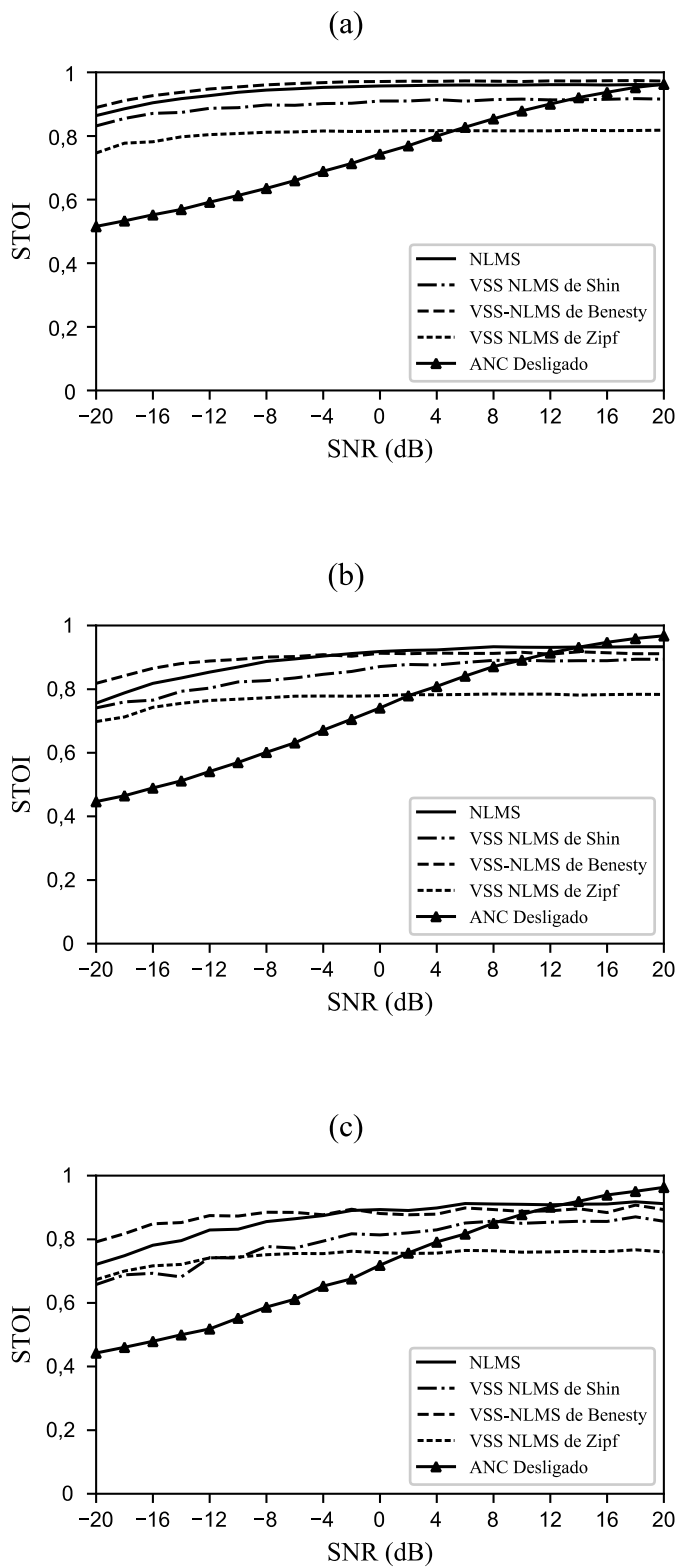 (a)
1
0,8
0,6
0,4
0,2
0
STOI
NLMS
VSS NLMS de Shin
VSS-NLMS de Benesty
VSS NLMS de Zipf
ANC Desligado
−20 −16 −12 −8 −4 0 4 8 12 16 20
SNR (dB)
(b)
1
0,8
0,6
0,4
0,2
0
STOI
NLMS
VSS NLMS de Shin
VSS-NLMS de Benesty
VSS NLMS de Zipf
ANC Desligado
−20 −16 −12 −8 −4 0 4 8 12 16 20
SNR (dB)
(c)
1
0,8
0,6
0,4
0,2
0
STOI
NLMS
VSS NLMS de Shin
VSS-NLMS de Benesty
VSS NLMS de Zipf
ANC Desligado
−20 −16 −12 −8 −4 0 4 8 12 16 20
SNR (dB)